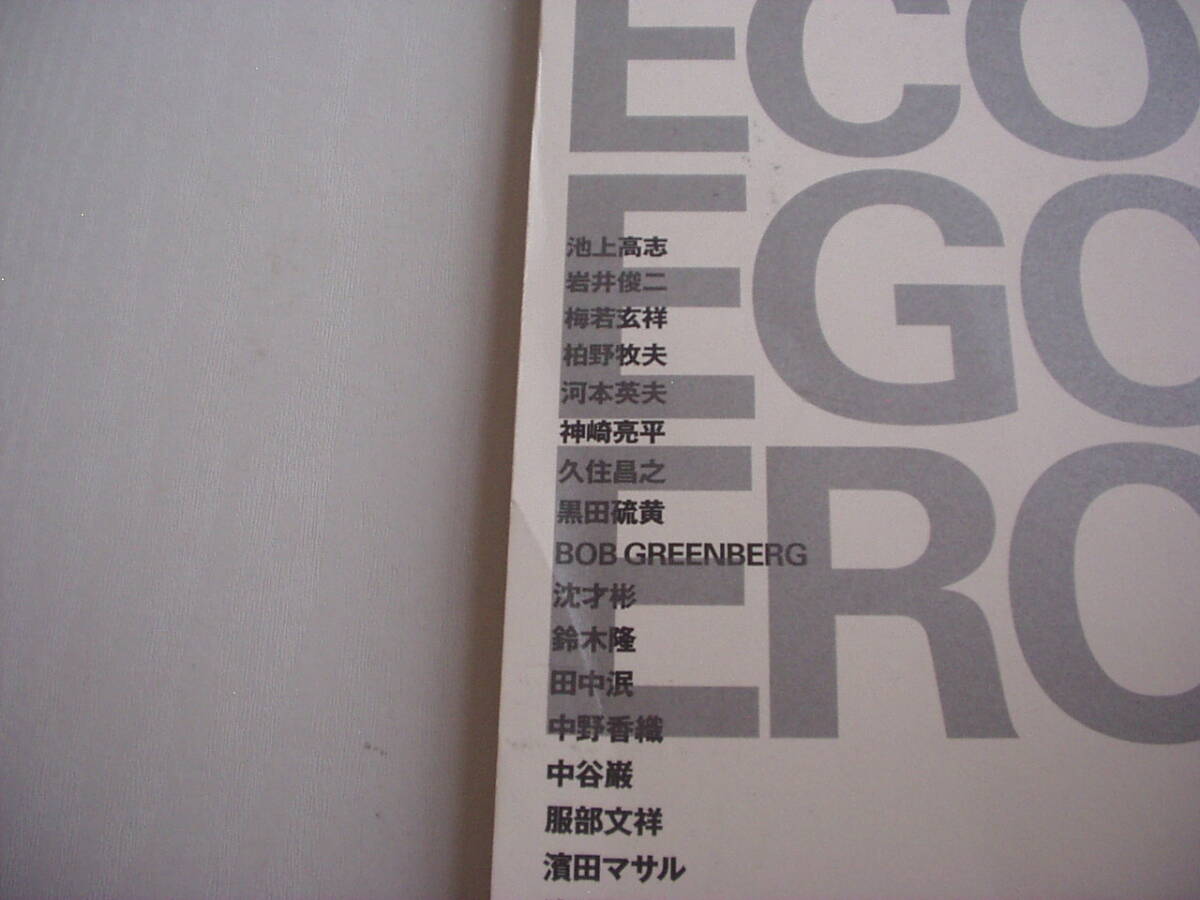 ECO
EGO
ERO
池上高志
岩井俊二
梅若玄祥
柏野牧夫
河本英夫
神崎亮平
久住昌之
黒田硫黄
BOB GREENBERG
沈才彬
鈴木隆
田中泯
中野香織
中谷巌
服部文祥
濱田マサル